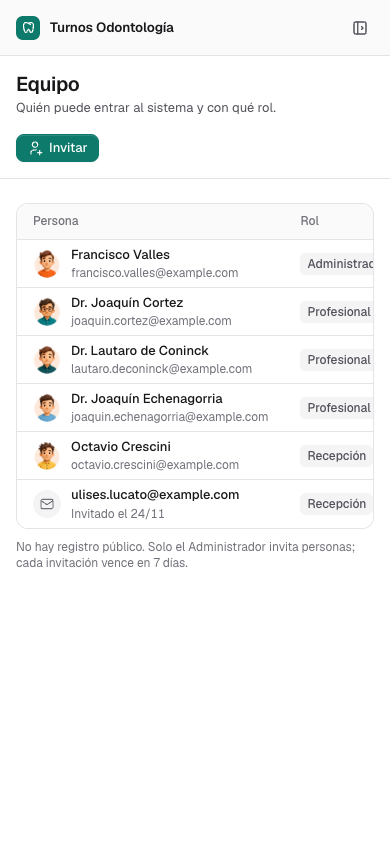 Turnos Odontología
Equipo
Quién puede entrar al sistema y con qué rol.
Invitar
Persona Rol
Francisco Valles
francisco.valles@example.com
Dr. Joaquín Cortez
joaquin.cortez@example.com
Profesional
Dr. Lautaro de Coninck
lautaro.deconinck@example.com
Profesional
Dr. Joaquín Echenagorria
joaquin.echenagorria@example.com
Profesional
Octavio Crescini
octavio.crescini@example.com
Recepción
ulises.lucato@example.com
Invitado el 24/11
Recepción
No hay registro público. Solo el Administrador invita personas;
cada invitación vence en 7 días.